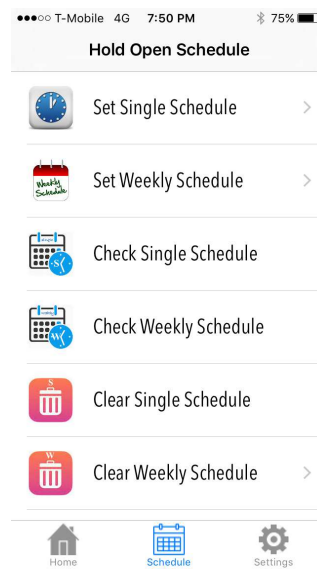 T-Mobile 4G 7:50 PM 75%
Hold Open Schedule
Set Single Schedule
Weekly Schedule
Set Weekly Schedule
Check Single Schedule
Check Weekly Schedule
S
Clear Single Schedule
W
Clear Weekly Schedule
Home Schedule Settings